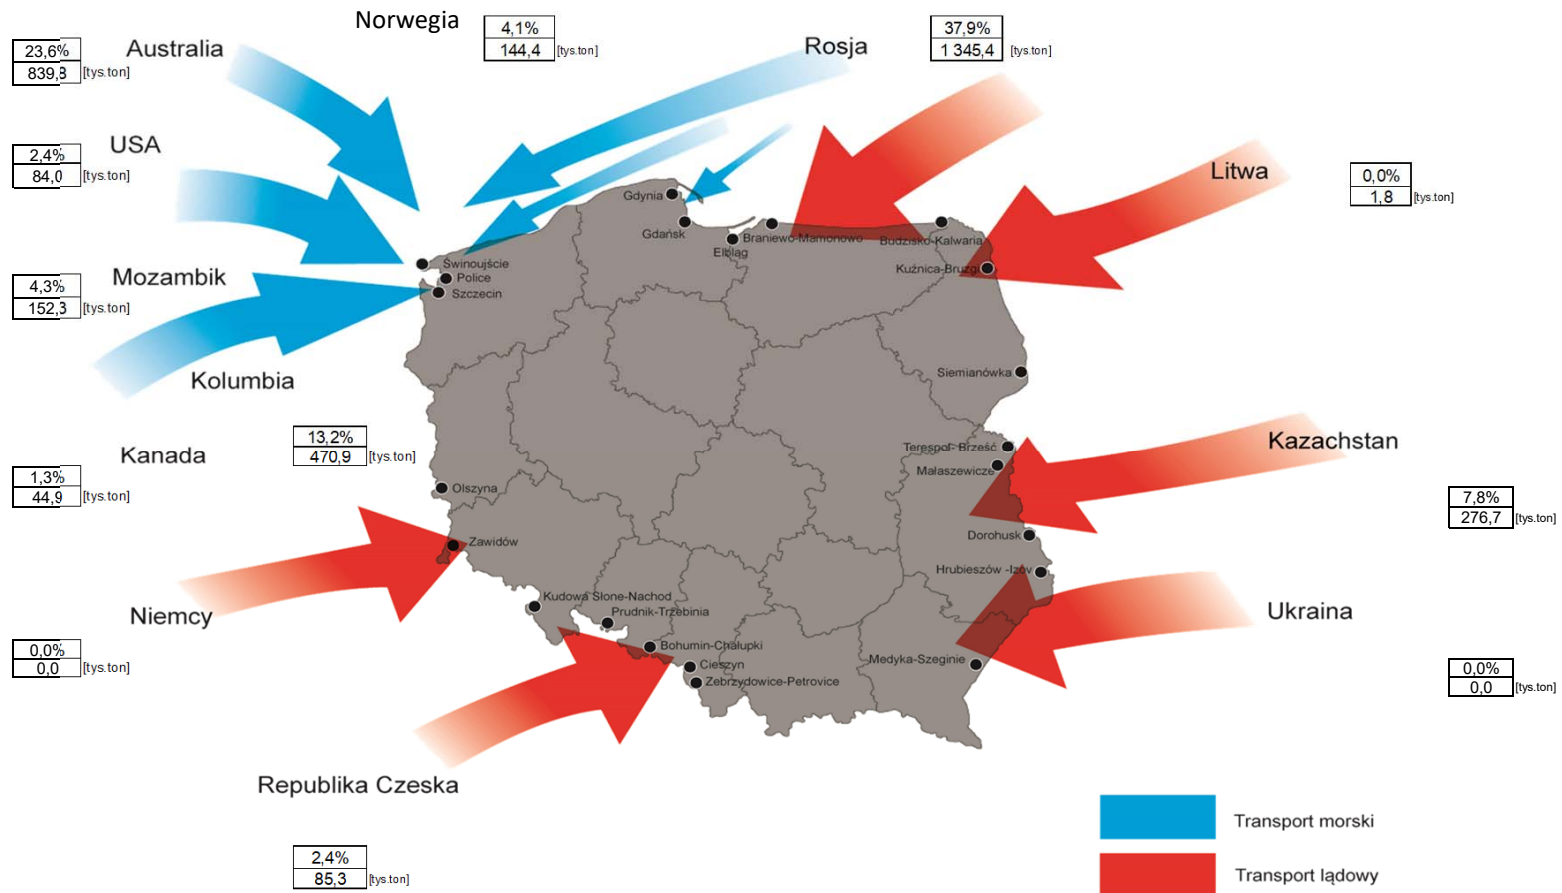 Norwegia
4,1%
144,4 [tys.ton]
Rosja
37,9%
1 345,4 [tys.ton]
Australia
23,6%
839,3 [tys.ton]
USA
2,4%
84,0 [tys.ton]
Litwa
0,0%
1,8 [tys.ton]
Mozambik
4,3%
152,3 [tys.ton]
Kolumbia
13,2%
470,9 [tys.ton]
Kanada
1,3%
44,9 [tys.ton]
Kazachstan
7,8%
276,7 [tys.ton]
Niemcy
0,0%
0,0 [tys.ton]
Ukraina
0,0%
0,0 [tys.ton]
Republika Czeska
2,4%
85,3 [tys.ton]
Gdynia
Gdańsk
Elbląg
Braniewo-Mamonowo
Budzisko-Kalwaria
Kuźnica-Bruzgi
Świnoujście
Police
Szczecin
Siemianówka
Terespol- Brześć
Małaszewicze
Olszyna
Zawidów
Dorohusk
Hrubieszów -Izów
Kudowa Słone-Nachod
Prudnik-Trzebinia
Bohumin-Chałupki
Cieszyn
Zebrzydowice-Petrovice
Medyka-Szeginie
Transport morski
Transport lądowy